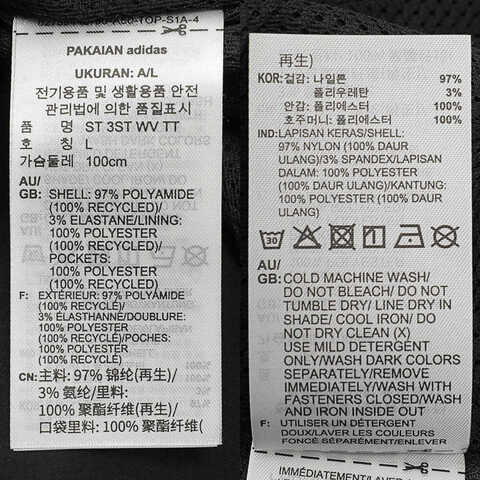 PAKAIAN adidas
UKURAN: A/L
전기용품 및 생활용품 안전
관리법에 의한 품질표시
품 명 ST 3ST WV TT
호 칭 L
가슴둘레 100cm
AU/
GB: SHELL: 97% POLYAMIDE
(100% RECYCLED)/
3% ELASTANE/LINING:
100% POLYESTER
(100% RECYCLED)/
POCKETS:
100% POLYESTER
(100% RECYCLED)
F: EXTÉRIEUR: 97% POLYAMIDE
(100% RECYCLÉ)/
3% ÉLASTHANNE/DOUBLURE:
100% POLYESTER
(100% RECYCLÉ)/POCHES:
100% POLYESTER
(100% RECYCLÉ)
CN: 主料: 97% 锦纶(再生)/
3% 氨纶/里料:
100% 聚酯纤维(再生)/
口袋里料:
100% 聚酯纤维(
再生)
KOR: 겉감: 나일론 97%
폴리우레탄 3%
안감: 폴리에스터 100%
호주머니: 폴리에스터 100%
IND: LAPISAN KERAS/SHELL:
97% NYLON (100% DAUR
ULANG)/3% SPANDEX/LAPISAN
DALAM: 100% POLYESTER
(100% DAUR ULANG)/KANTUNG:
100% POLYESTER
(100% DAUR ULANG)
30
AU/
GB: COLD MACHINE WASH/
DO NOT BLEACH/DO NOT
TUMBLE DRY/ LINE DRY IN
SHADE/ COOL IRON/ DO
NOT DRY CLEAN (X)
USE MILD DETERGENT
ONLY/WASH DARK COLORS
SEPARATELY/REMOVE
IMMEDIATELY/WASH WITH
FASTENERS CLOSED/WASH
AND IRON INSIDE OUT
F: UTILISER UN DÉTERGENT
DOUX/LAVER LES COULEURS
FONCÉES SÉPARÉMENT/ENLEVER
IMMÉDIATEMENT/LAVER AVEC